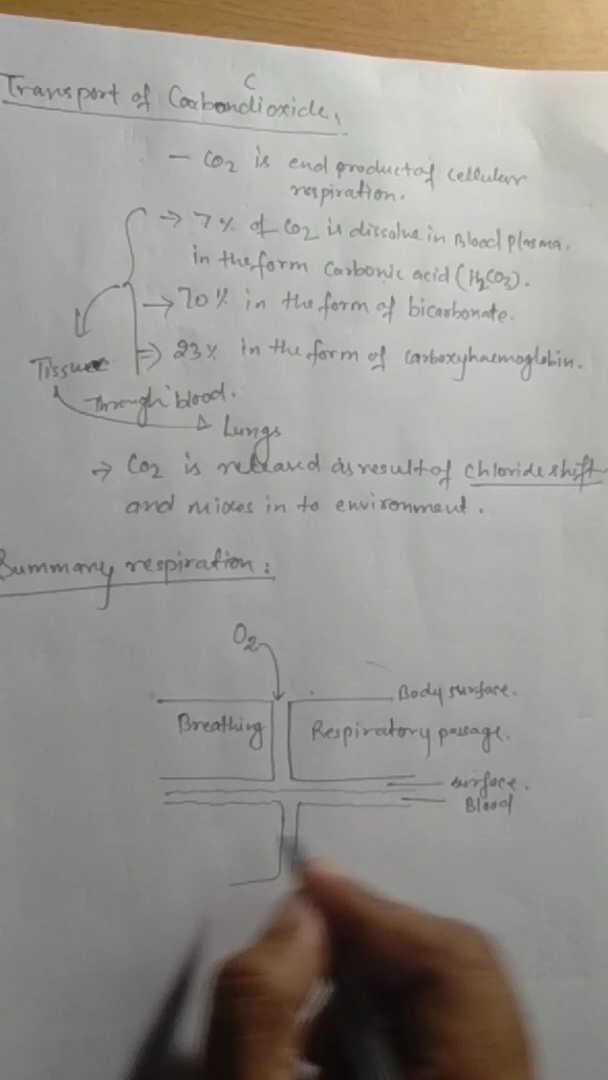 C
Transport of Carbondioxide,
- CO2 is end product of cellular
respiration.
→ 7% of CO2 is dissolve in Blood plasma.
in the form Carbonic acid (H2CO3).
→ 70% in the form of bicarbonate.
→ 23% in the form of carboxyhaemoglobin.
Tissue
Through blood.
Lungs
→ CO2 is as result of chloride shift
and mixes in to environment.
Summary respiration:
O2
Body surface.
Breathing
Respiratory passage.
surface.
Blood